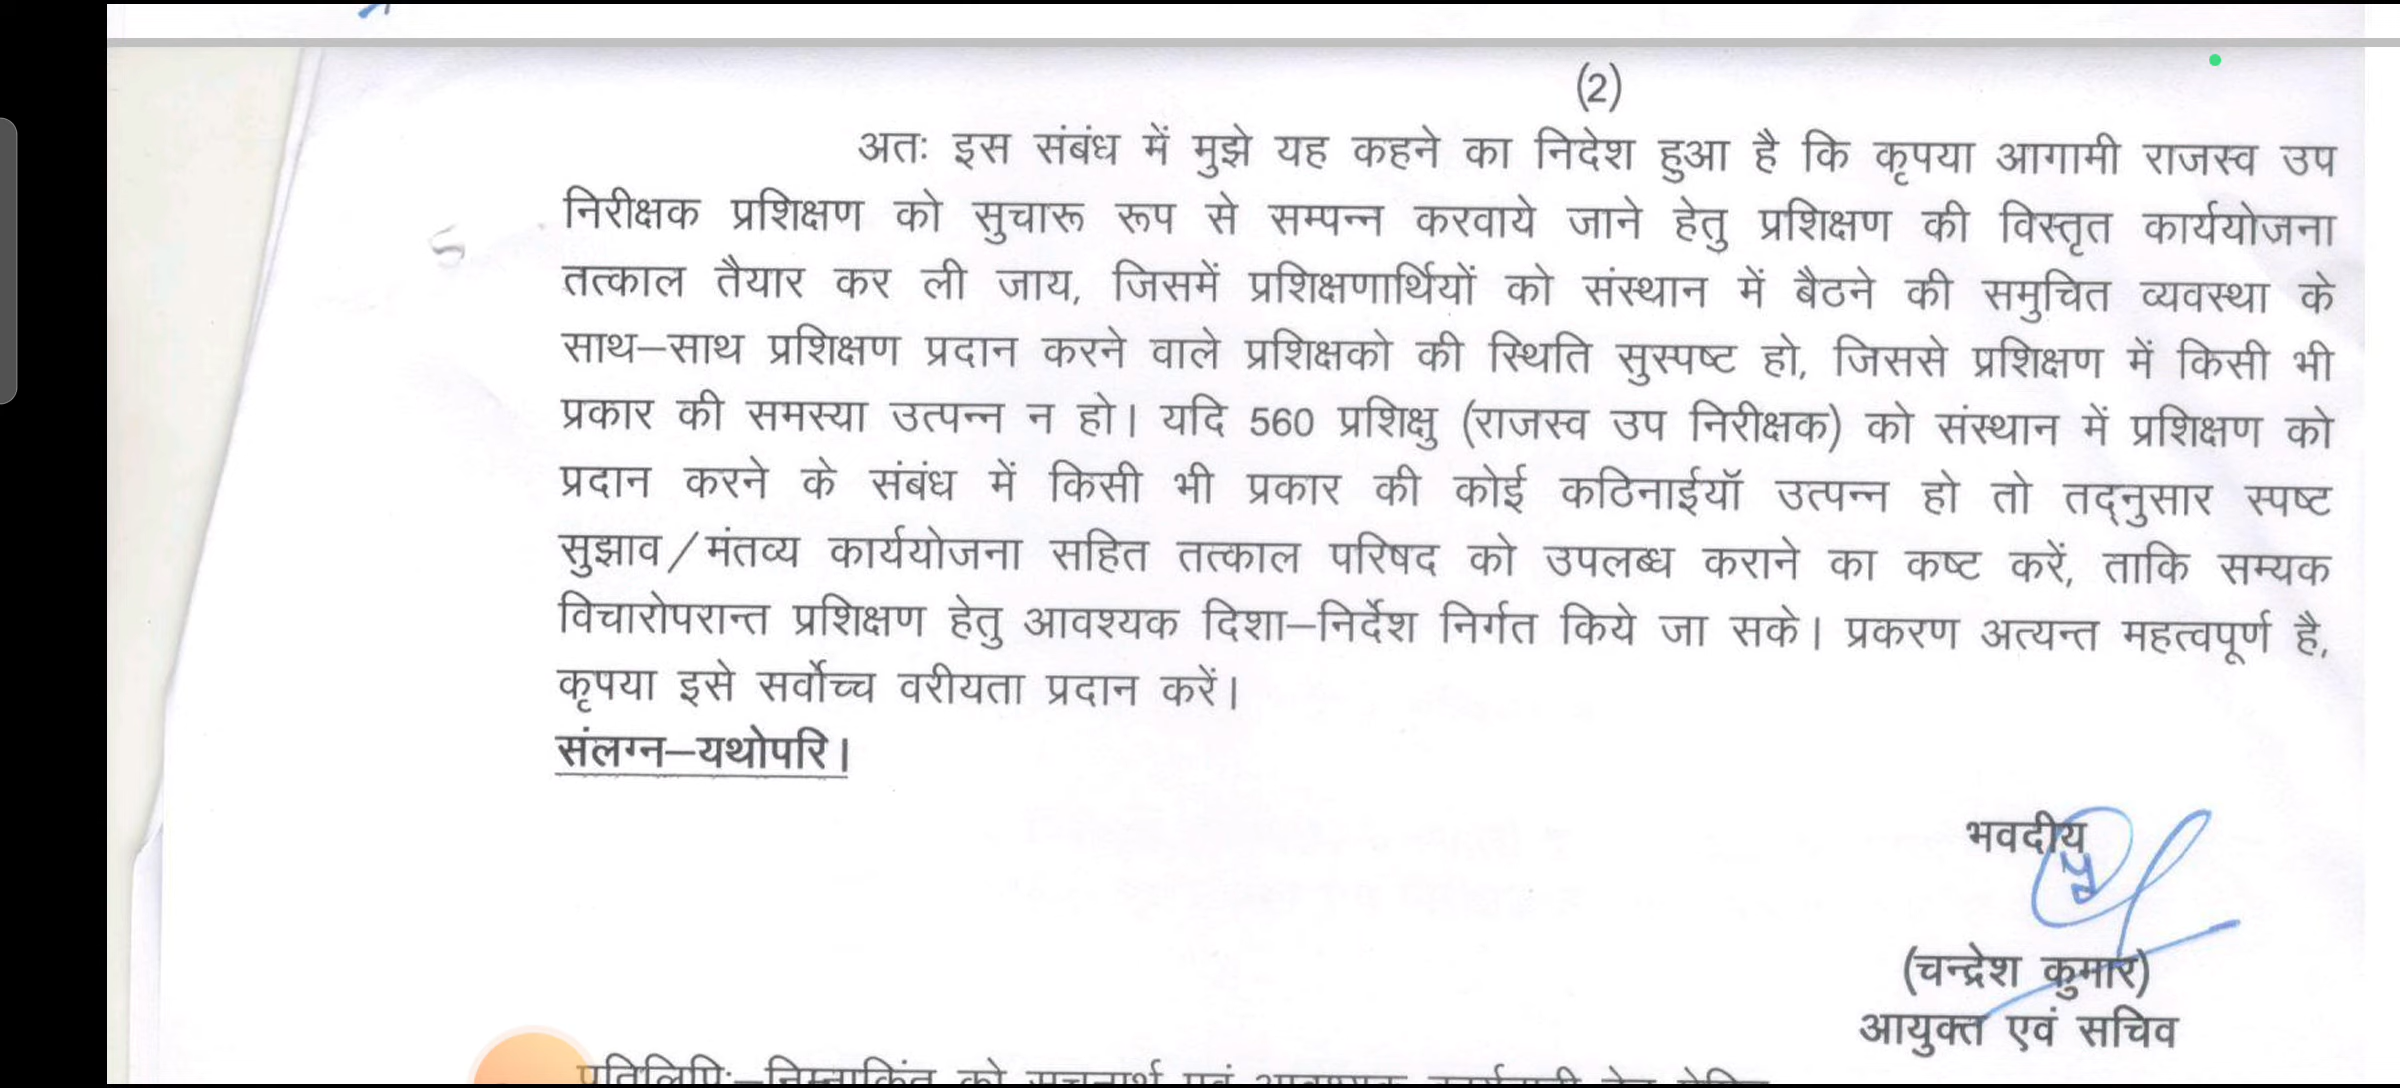 (2)
अतः इस संबंध में मुझे यह कहने का निदेश हुआ है कि कृपया आगामी राजस्व उप
निरीक्षक प्रशिक्षण को सुचारू रूप से सम्पन्न करवाये जाने हेतु प्रशिक्षण की विस्तृत कार्ययोजना
तत्काल तैयार कर ली जाय, जिसमें प्रशिक्षणार्थियों को संस्थान में बैठने की समुचित व्यवस्था के
साथ–साथ प्रशिक्षण प्रदान करने वाले प्रशिक्षको की स्थिति सुस्पष्ट हो, जिससे प्रशिक्षण में किसी भी
प्रकार की समस्या उत्पन्न न हो। यदि 560 प्रशिक्षु (राजस्व उप निरीक्षक) को संस्थान में प्रशिक्षण को
प्रदान करने के संबंध में किसी भी प्रकार की कोई कठिनाईयॉ उत्पन्न हो तो तद्नुसार स्पष्ट
सुझाव/मंतव्य कार्ययोजना सहित तत्काल परिषद को उपलब्ध कराने का कष्ट करें, ताकि सम्यक
विचारोपरान्त प्रशिक्षण हेतु आवश्यक दिशा–निर्देश निर्गत किये जा सके। प्रकरण अत्यन्त महत्वपूर्ण है,
कृपया इसे सर्वोच्च वरीयता प्रदान करें।
संलग्न–यथोपरि।
भवदीय
(चन्द्रेश कुमार)
आयुक्त एवं सचिव